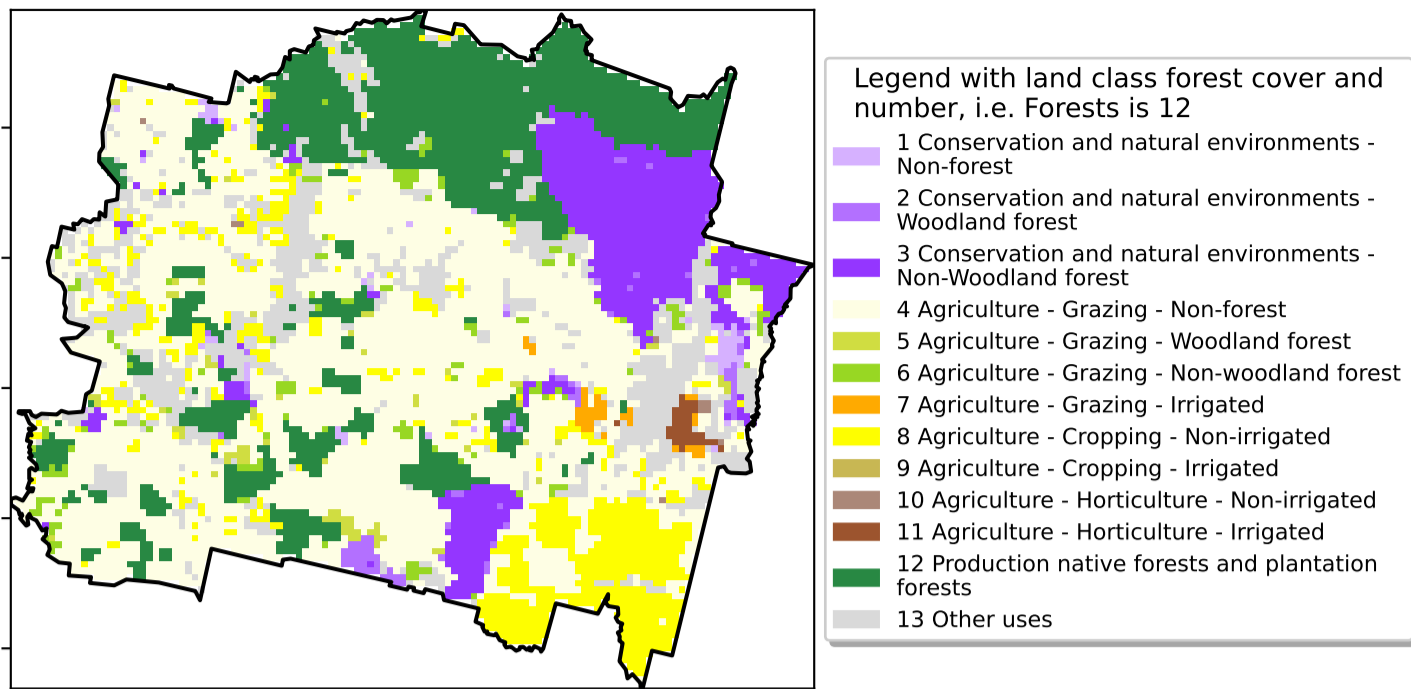 Legend with land class forest cover and
number, i.e. Forests is 12
1 Conservation and natural environments -
Non-forest
2 Conservation and natural environments -
Woodland forest
3 Conservation and natural environments -
Non-Woodland forest
4 Agriculture - Grazing - Non-forest
5 Agriculture - Grazing - Woodland forest
6 Agriculture - Grazing - Non-woodland forest
7 Agriculture - Grazing - Irrigated
8 Agriculture - Cropping - Non-irrigated
9 Agriculture - Cropping - Irrigated
10 Agriculture - Horticulture - Non-irrigated
11 Agriculture - Horticulture - Irrigated
12 Production native forests and plantation
forests
13 Other uses